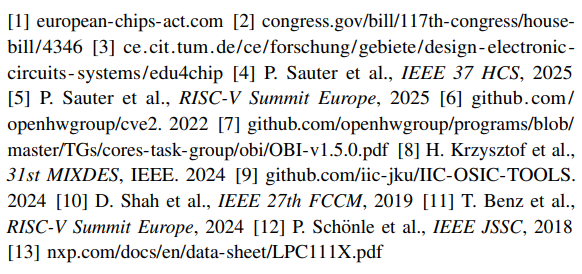 [1] european-chips-act.com [2] congress.gov/bill/117th-congress/house-
bill/4346 [3] ce.cit.tum.de/ce/forschung/gebiete/design-electronic-
circuits-systems/edu4chip [4] P. Sauter et al., IEEE 37 HCS, 2025
[5] P. Sauter et al., RISC-V Summit Europe, 2025 [6] github.com/
openhwgroup/cve2. 2022 [7] github.com/openhwgroup/programs/blob/
master/TGs/cores-task-group/obi/OBI-v1.5.0.pdf [8] H. Krzysztof et al.,
31st MIXDES, IEEE. 2024 [9] github.com/iic-jku/IIC-OSIC-TOOLS.
2024 [10] D. Shah et al., IEEE 27th FCCM, 2019 [11] T. Benz et al.,
RISC-V Summit Europe, 2024 [12] P. Schönle et al., IEEE JSSC, 2018
[13] nxp.com/docs/en/data-sheet/LPC111X.pdf